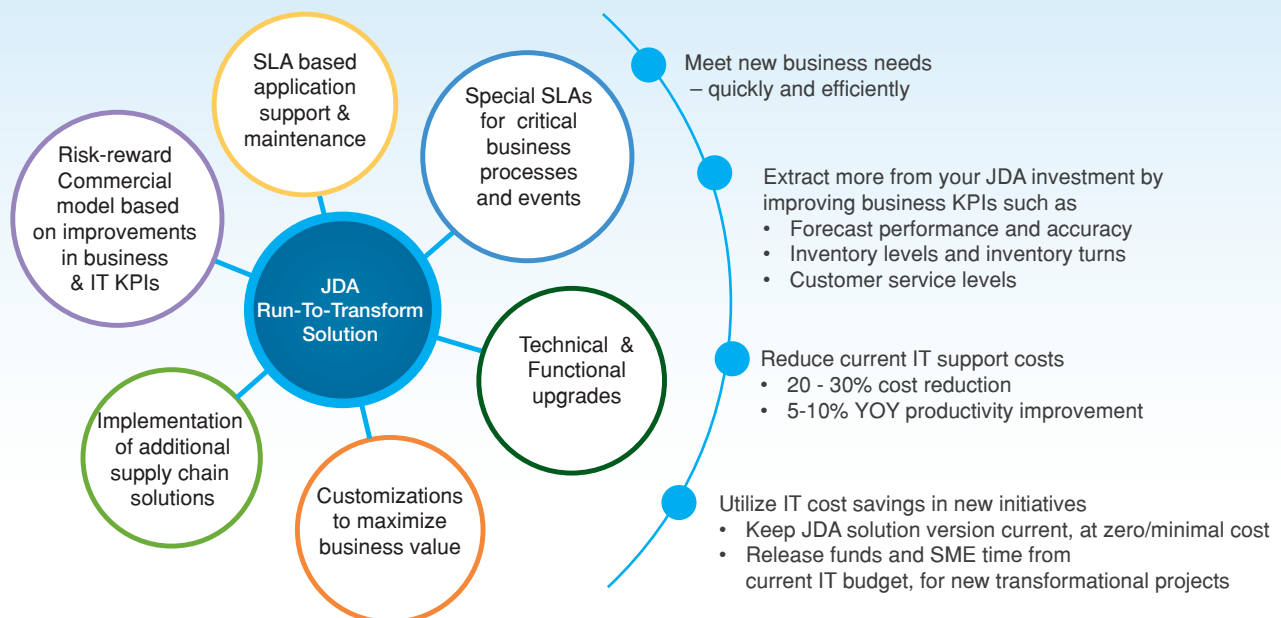 SLA based
application
support &
maintenance
Special SLAs
for critical
business
processes
and events
Risk-reward
Commercial
model based
on improvements
in business
& IT KPIs
JDA
Run-To-Transform
Solution
Technical &
Functional
upgrades
Implementation
of additional
supply chain
solutions
Customizations
to maximize
business value
Meet new business needs
– quickly and efficiently
Extract more from your JDA investment by
improving business KPIs such as
• Forecast performance and accuracy
• Inventory levels and inventory turns
• Customer service levels
Reduce current IT support costs
• 20 - 30% cost reduction
• 5-10% YOY productivity improvement
Utilize IT cost savings in new initiatives
• Keep JDA solution version current, at zero/minimal cost
• Release funds and SME time from
current IT budget, for new transformational projects